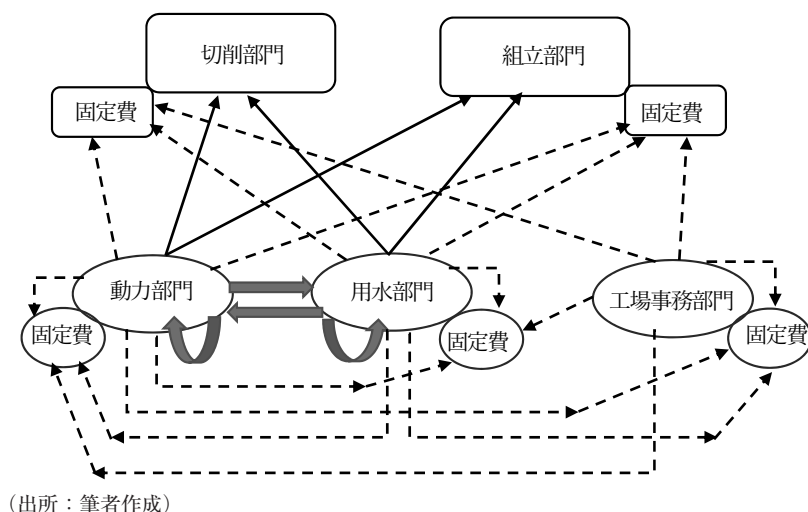 切削部門
組立部門
固定費
固定費
動力部門
用水部門
工場事務部門
固定費
固定費
固定費
（出所：筆者作成）